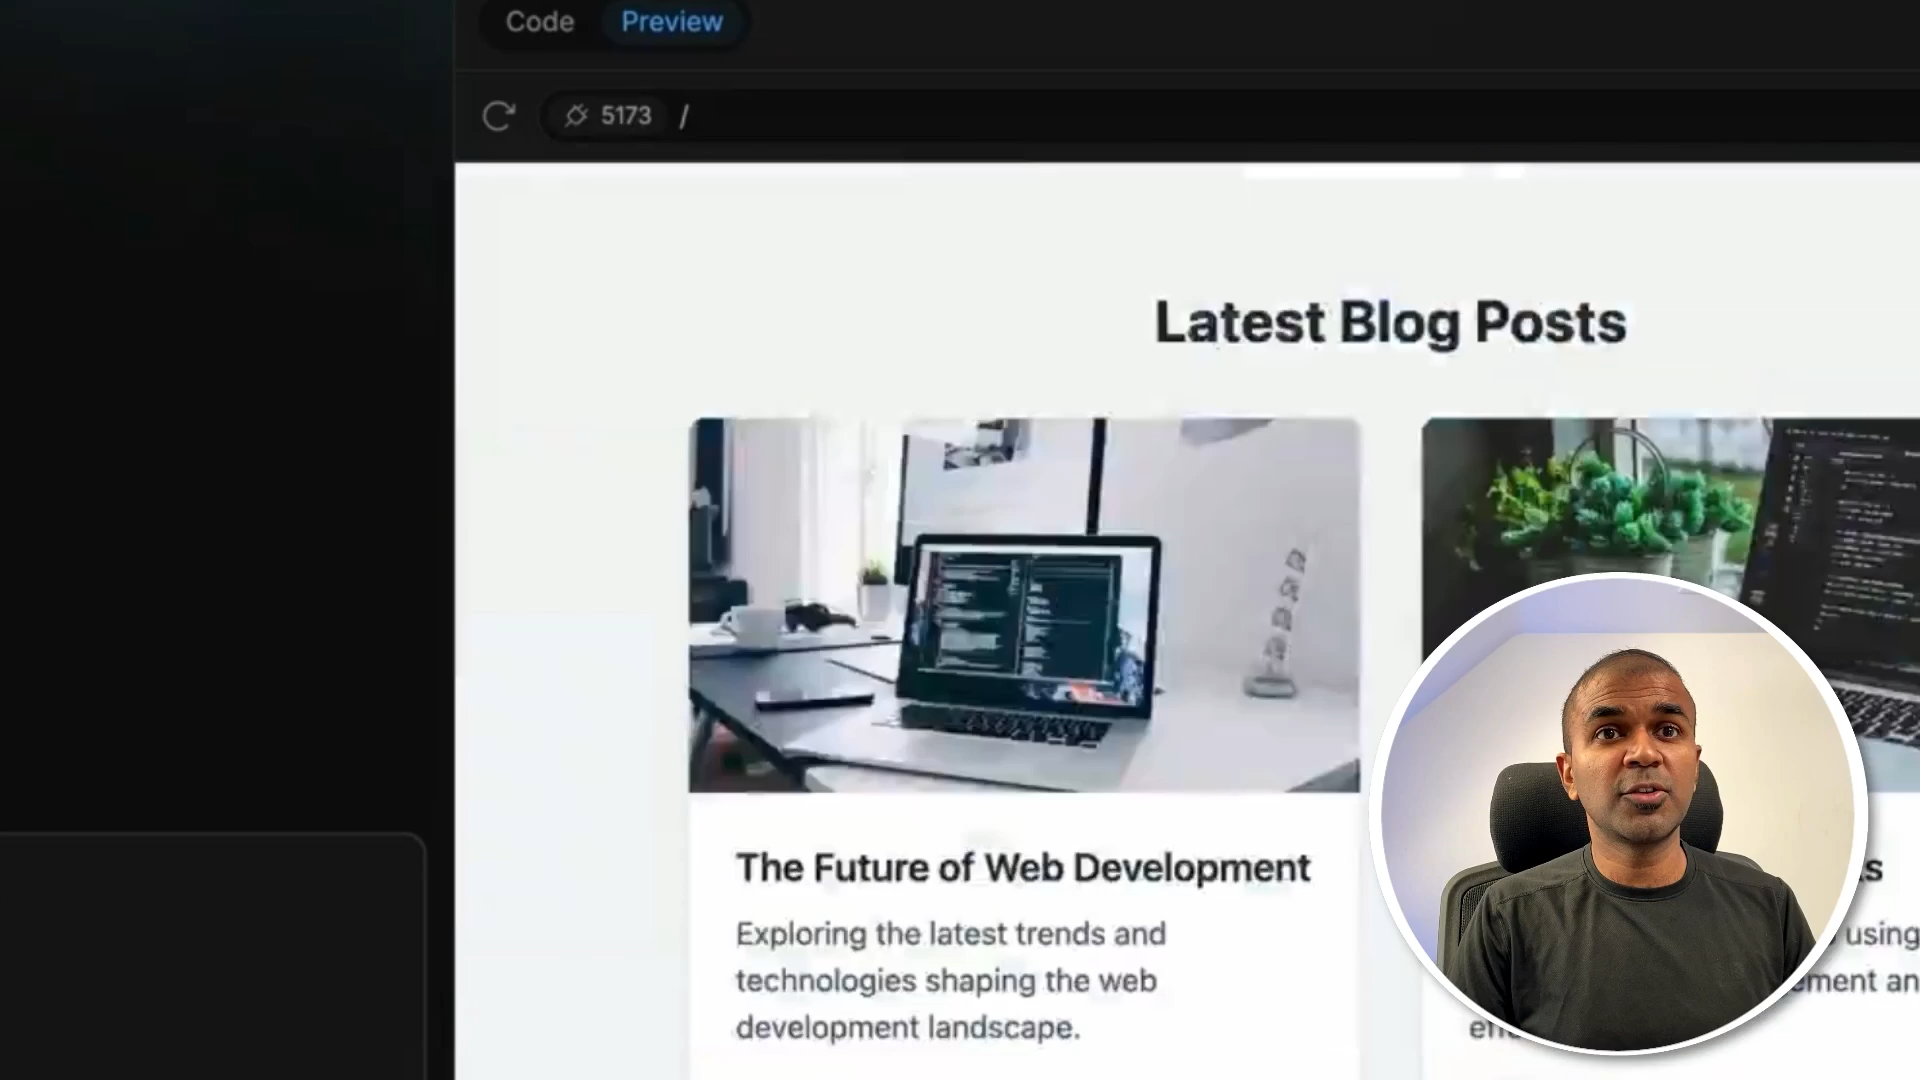 Code Preview
5173 /
Latest Blog Posts
The Future of Web Development
Exploring the latest trends and
technologies shaping the web
development landscape.
using